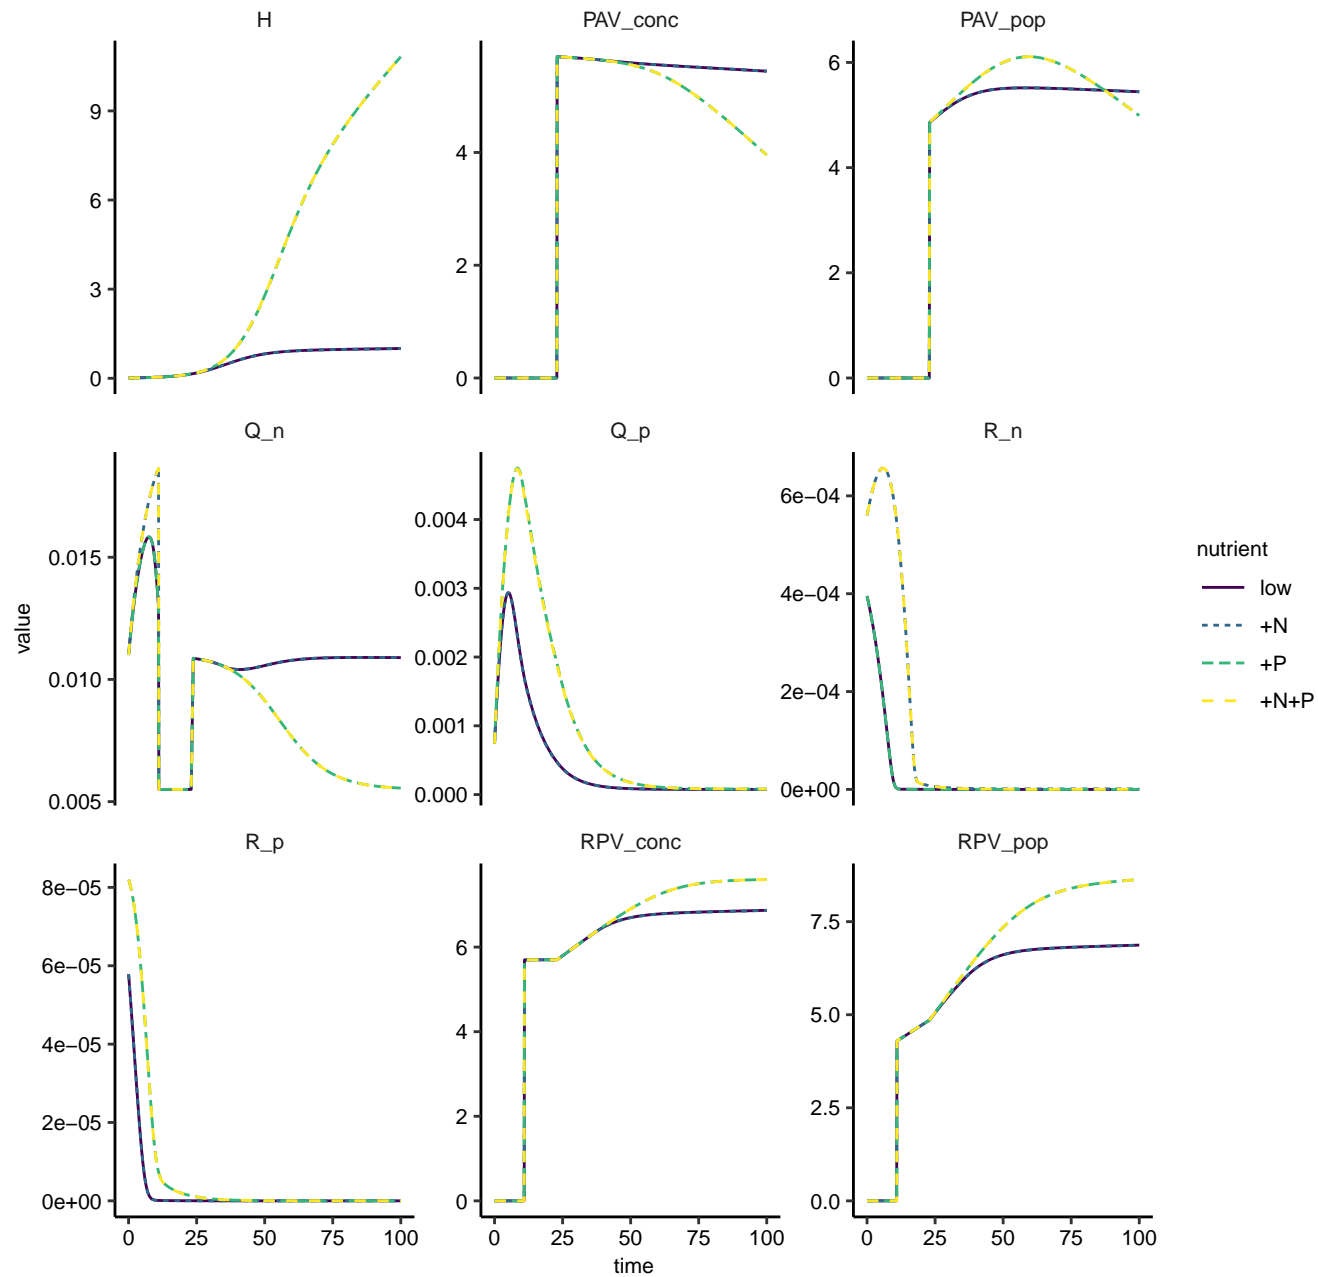 H
PAV_conc
PAV_pop
9
6
3
0
4
2
0
6
4
2
0
Q_n
Q_p
R_n
0.015
0.010
0.005
0.004
0.003
0.002
0.001
0.000
6e−04
4e−04
2e−04
0e+00
R_p
RPV_conc
RPV_pop
8e−05
6e−05
4e−05
2e−05
0e+00
6
4
2
0
7.5
5.0
2.5
0.0
0 25 50 75 100
0 25 50 75 100
0 25 50 75 100
time
value
nutrient
low
+N
+P
+N+P